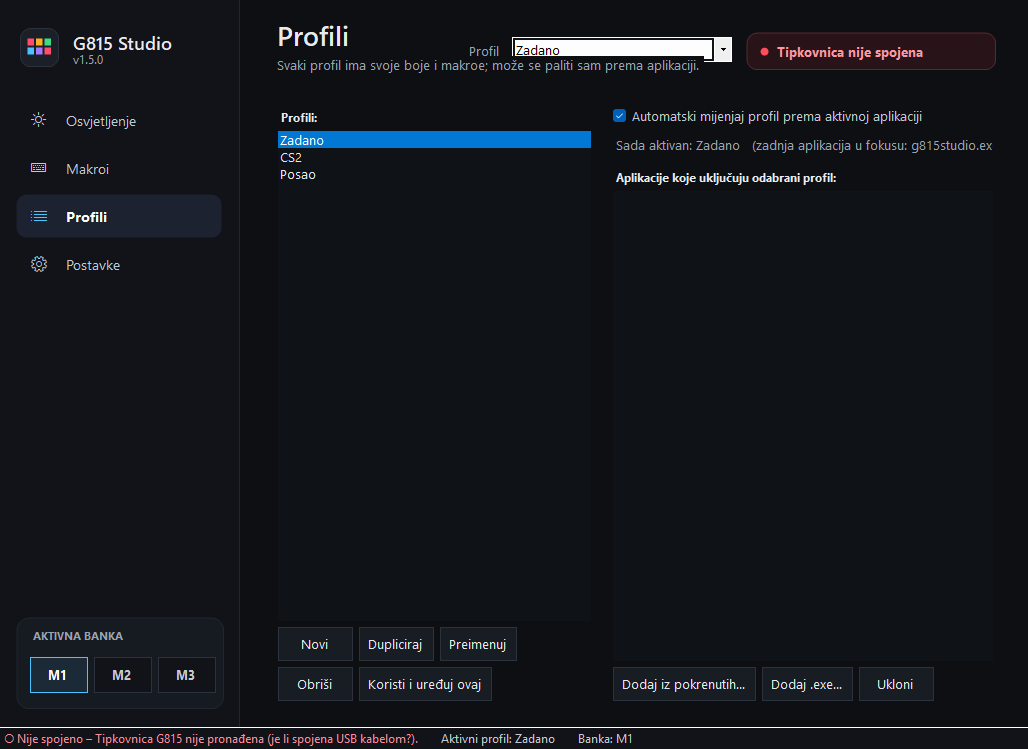 G815 Studio
v1.5.0
Osvjetljenje
Makroi
Profili
Postavke
AKTIVNA BANKA
M1 M2 M3
Profili
Profil Zadano
Tipkovnica nije spojena
Svaki profil ima svoje boje i makroe; može se paliti sam prema aplikaciji.
Profili:
Zadano
CS2
Posao
Novi Dupliciraj Preimenuj
Obriši Koristi i uređuj ovaj
Automatski mijenjaj profil prema aktivnoj aplikaciji
Sada aktivan: Zadano (zadnja aplikacija u fokusu: g815studio.ex
Aplikacije koje uključuju odabrani profil:
Dodaj iz pokrenutih... Dodaj .exe... Ukloni
Nije spojeno – Tipkovnica G815 nije pronađena (je li spojena USB kabelom?). Aktivni profil: Zadano Banka: M1